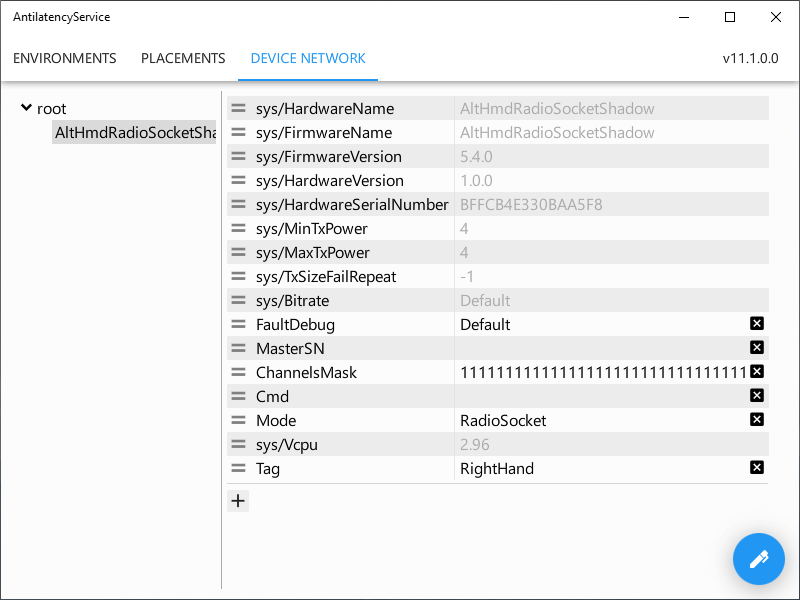 AntilatencyService
ENVIRONMENTS PLACEMENTS DEVICE NETWORK v11.1.0.0
root
AltHmdRadioSocketSha
sys/HardwareName AltHmdRadioSocketShadow
sys/FirmwareName AltHmdRadioSocketShadow
sys/FirmwareVersion 5.4.0
sys/HardwareVersion 1.0.0
sys/HardwareSerialNumber BFFCB4E330BAA5F8
sys/MinTxPower 4
sys/MaxTxPower 4
sys/TxSizeFailRepeat -1
sys/Bitrate Default
FaultDebug Default
MasterSN
ChannelsMask 11111111111111111111111111111111
Cmd
Mode RadioSocket
sys/Vcpu 2.96
Tag RightHand